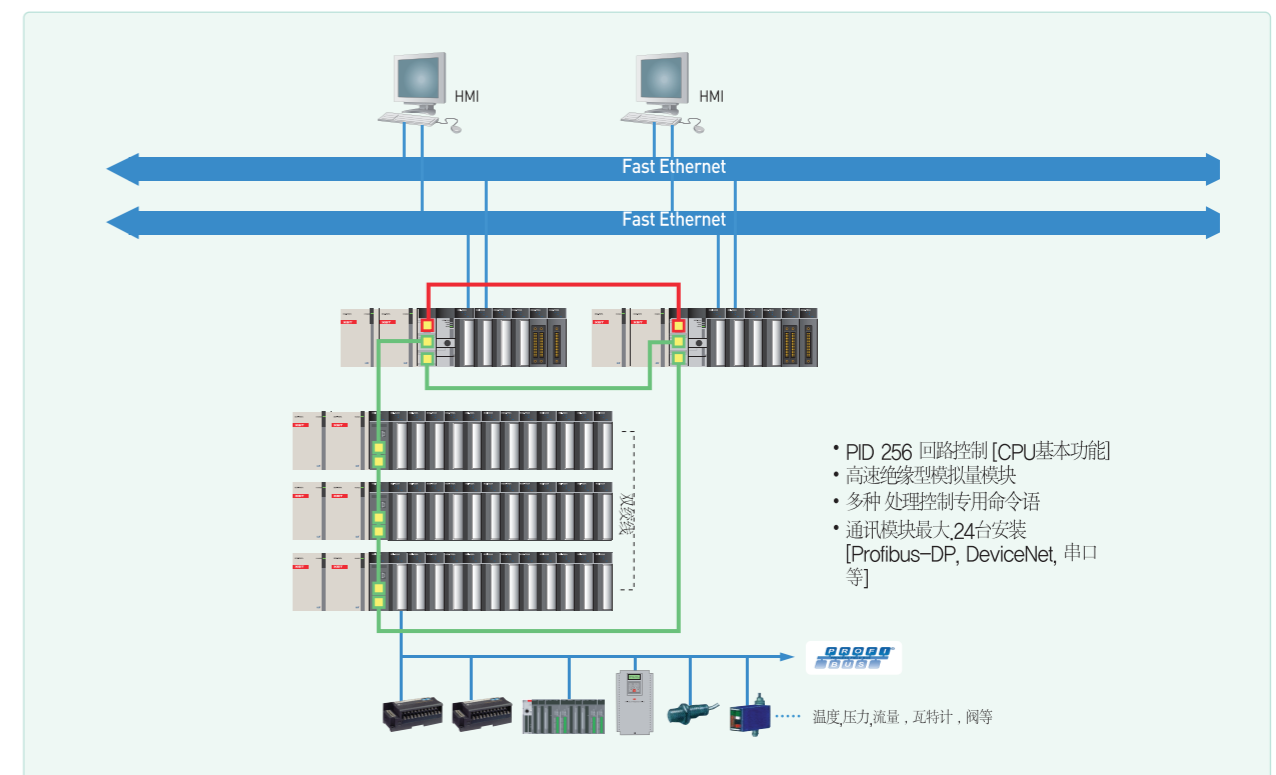 HMI
HMI
Fast Ethernet
Fast Ethernet
双绞线
• PID 256 回路控制 [CPU基本功能]
• 高速绝缘型模拟量模块
• 多种 处理控制专用命令语
• 通讯模块最大.24台安装
[Profibus-DP, DeviceNet, 串口
等]
PROFI
BUS
温度,压力,流量 , 瓦特计 , 阀等